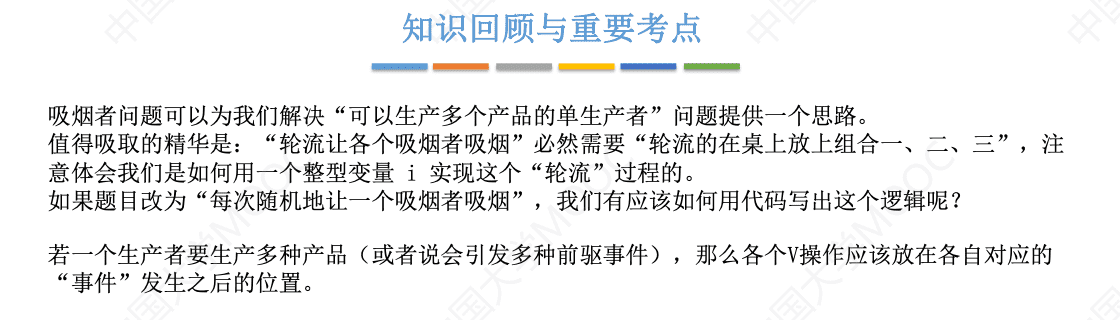 知识回顾与重要考点
吸烟者问题可以为我们解决“可以生产多个产品的单生产者”问题提供一个思路。
值得吸取的精华是：“轮流让各个吸烟者吸烟”必然需要“轮流的在桌上放上组合一、二、三”，注
意体会我们是如何用一个整型变量 i 实现这个“轮流”过程的。
如果题目改为“每次随机地让一个吸烟者吸烟”，我们有应该如何用代码写出这个逻辑呢？
若一个生产者要生产多种产品（或者说会引发多种前驱事件），那么各个V操作应该放在各自对应的
“事件”发生之后的位置。